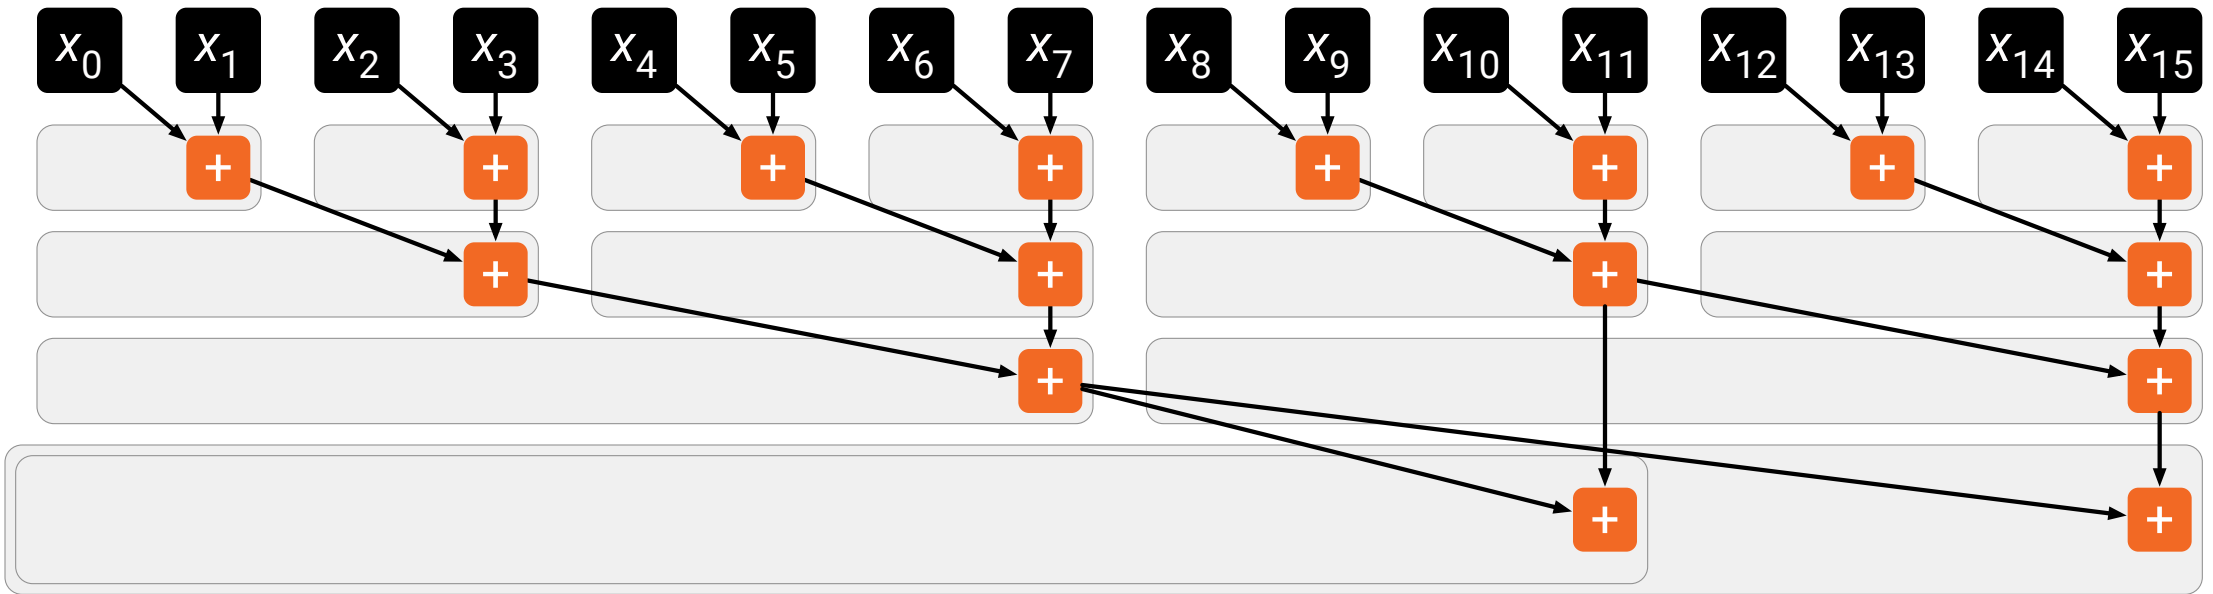 x0 x1 x2 x3 x4 x5 x6 x7 x8 x9 x10 x11 x12 x13 x14 x15
+ + + + + + + +
+ + + +
+ +
+ +